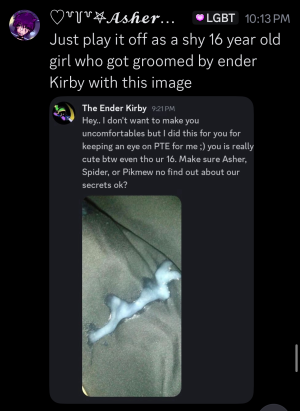 ♡ Asher... LGBT 10:13 PM
Just play it off as a shy 16 year old
girl who got groomed by ender
Kirby with this image
The Ender Kirby 9:21 PM
Hey.. I don't want to make you
uncomfortables but I did this for you for
keeping an eye on PTE for me ;) you is really
cute btw even tho ur 16. Make sure Asher,
Spider, or Pikmew no find out about our
secrets ok?